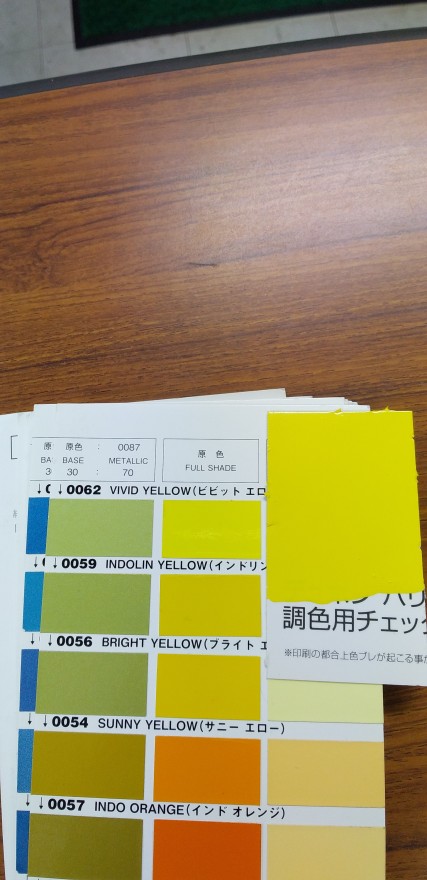 原色 : 0087
BASE METALLIC
30 : 70
原色
FULL SHADE
↓0062 VIVID YELLOW(ビビット エロ
↓0059 INDOLIN YELLOW(インドリン
↓0056 BRIGHT YELLOW(ブライト エ
↓0054 SUNNY YELLOW(サニー エロー)
↓0057 INDO ORANGE(インド オレンジ)
調色用チェッ
※印刷の都合上色ブレが起こる事が